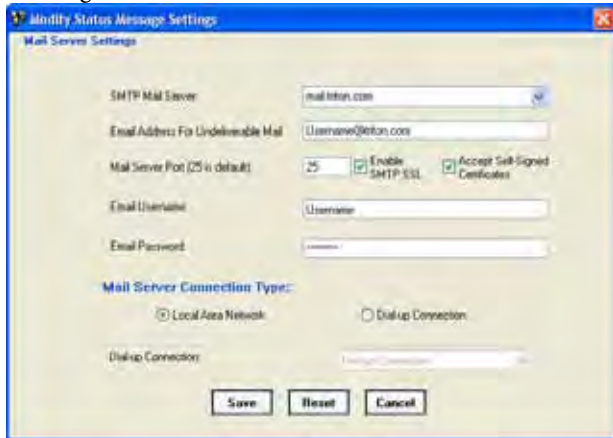 Modify Status Message Settings
Mail Server Settings
SMTP Mail Server
mail.triton.com
Email Address For Undeliverable Mail
Username@triton.com
Mail Server Port (25 is default)
25
Enable SMTP SSL
Accept Self-Signed Certificates
Email Username
Username
Email Password
Mail Server Connection Type:
Local Area Network
Dial-up Connection
Dial-up Connection
Save
Reset
Cancel